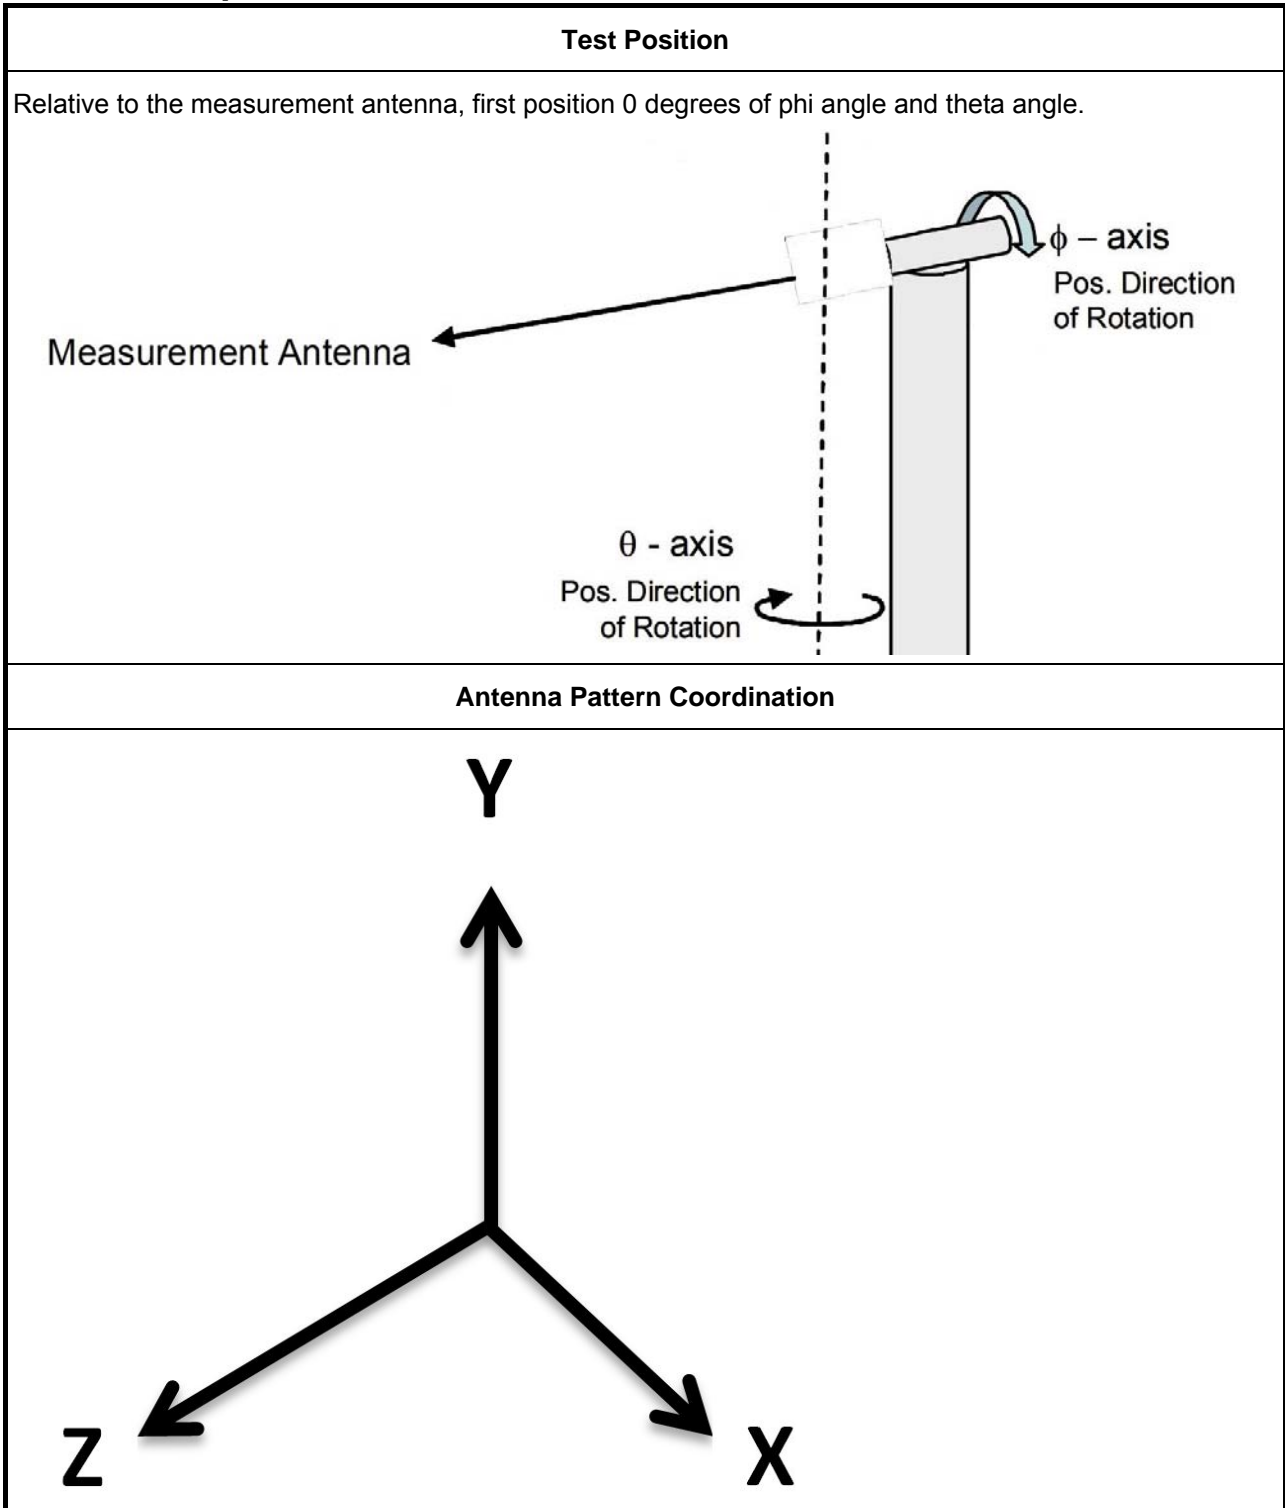 Test Position
Relative to the measurement antenna, first position 0 degrees of phi angle and theta angle.
ϕ – axis
Pos. Direction
of Rotation
Measurement Antenna
θ - axis
Pos. Direction
of Rotation
Antenna Pattern Coordination
Y
Z
X